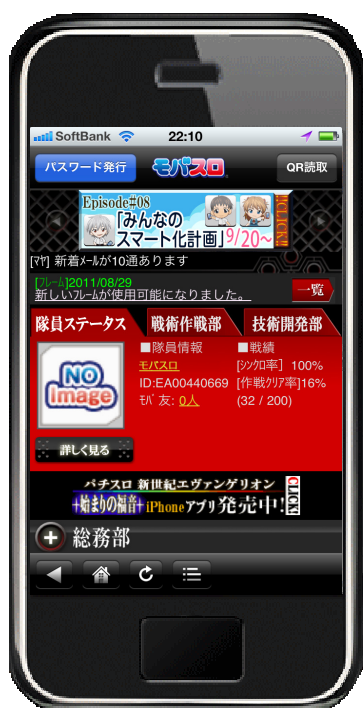 SoftBank 22:10
パスワード発行 モバスロ QR読取
Episode#08
「みんなの
スマート化計画」9/20~
CLICK!!
[ﾏﾔ] 新着ﾒｰﾙが10通あります
[ﾌﾚｰﾑ]2011/08/29
新しいﾌﾚｰﾑが使用可能になりました。
一覧
隊員ステータス 戦術作戦部 技術開発部
NO Image
■隊員情報
モバスロ
ID:EA00440669
ﾓﾊﾞ友: 0人
■戦績
[ｼﾝｸﾛ率] 100%
[作戦ｸﾘｱ率]16%
(32 / 200)
詳しく見る
パチスロ 新世紀エヴァンゲリオン
+始まりの福音+ iPhoneアプリ発売中!
CLICK!
総務部